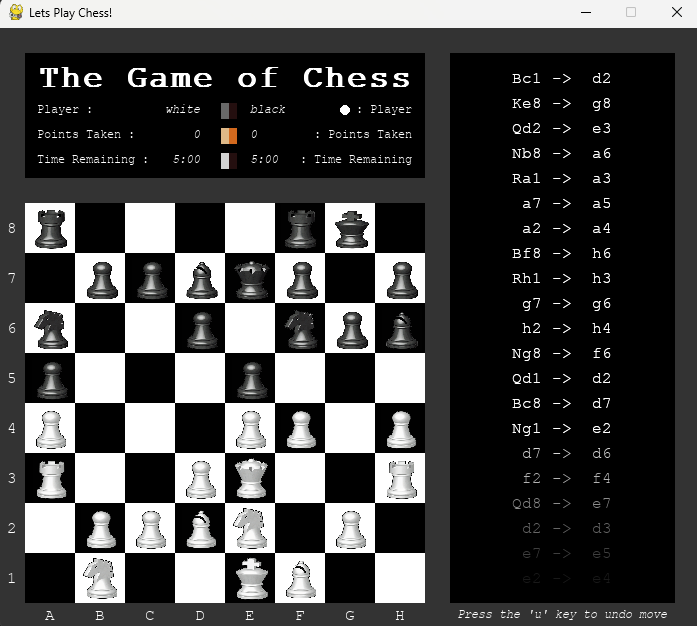 Lets Play Chess!
The Game of Chess
Player : white black : Player
Points Taken : 0 0 : Points Taken
Time Remaining : 5:00 5:00 : Time Remaining
Bc1 -> d2
Ke8 -> g8
Qd2 -> e3
Nb8 -> a6
Ra1 -> a3
a7 -> a5
a2 -> a4
Bf8 -> h6
Rh1 -> h3
g7 -> g6
h2 -> h4
Ng8 -> f6
Qd1 -> d2
Bc8 -> d7
Ng1 -> e2
d7 -> d6
f2 -> f4
Qd8 -> e7
d2 -> d3
e7 -> e5
e2 -> e4
Press the 'u' key to undo move
8
7
6
5
4
3
2
1
A B C D E F G H